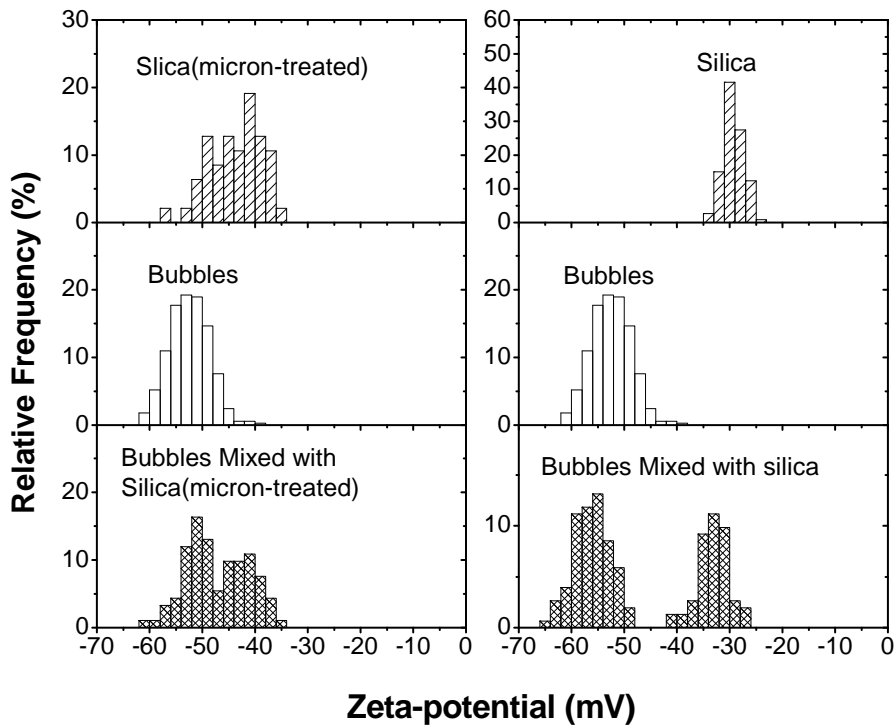 30
20
10
0
Slica(micron-treated)
60
50
40
30
20
10
0
Silica
20
10
0
Bubbles
20
10
0
Bubbles
30
20
10
0
Bubbles Mixed with
Silica(micron-treated)
10
0
Bubbles Mixed with silica
-70 -60 -50 -40 -30 -20 -10 0
-70 -60 -50 -40 -30 -20 -10 0
Relative Frequency (%)
Zeta-potential (mV)